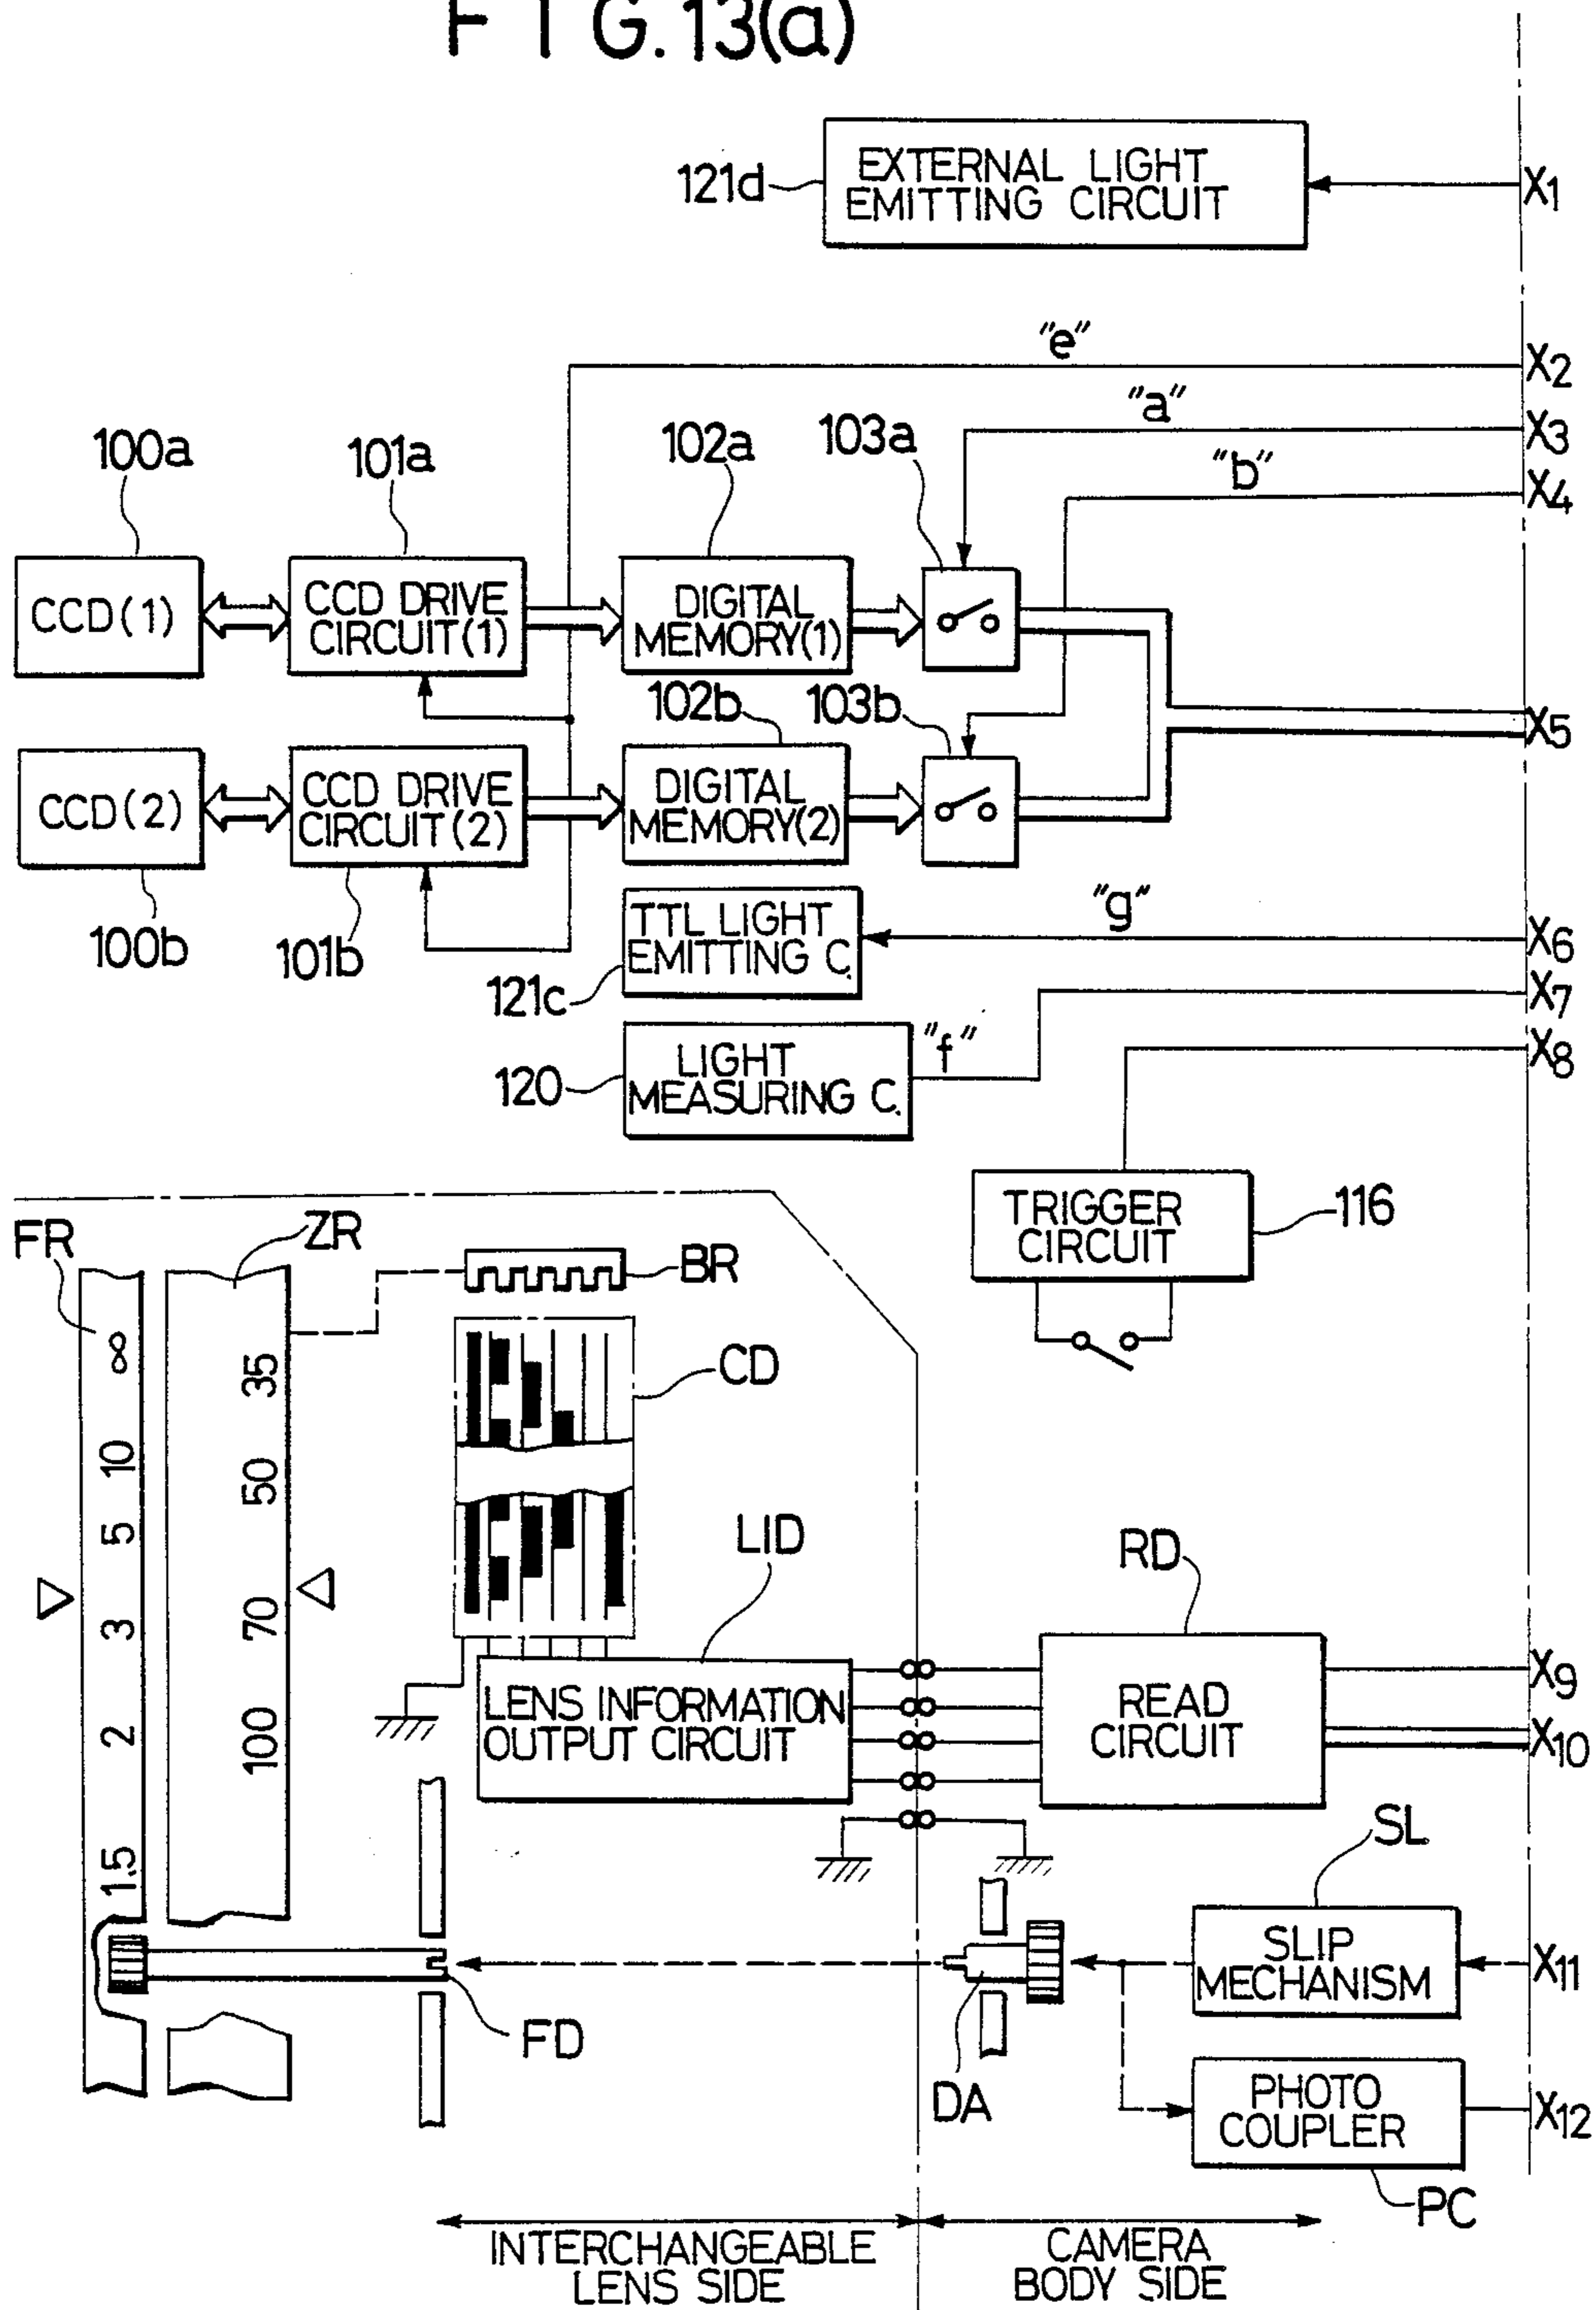 FIG.13(a)
121d
EXTERNAL LIGHT
EMITTING CIRCUIT
X1
"e"
X2
"a"
X3
"b"
X4
100a
101a
102a
103a
CCD(1)
CCD DRIVE
CIRCUIT(1)
DIGITAL
MEMORY(1)
102b
103b
X5
CCD(2)
CCD DRIVE
CIRCUIT(2)
DIGITAL
MEMORY(2)
100b
101b
TTL LIGHT
EMITTING C.
"g"
X6
121c
X7
120
LIGHT
MEASURING C.
"f"
X8
TRIGGER
CIRCUIT
116
FR
ZR
BR
CD
∞
10
5
3
2
1.5
35
50
70
100
LID
LENS INFORMATION
OUTPUT CIRCUIT
RD
READ
CIRCUIT
X9
X10
SL
SLIP
MECHANISM
X11
FD
DA
PHOTO
COUPLER
X12
PC
INTERCHANGEABLE
LENS SIDE
CAMERA
BODY SIDE